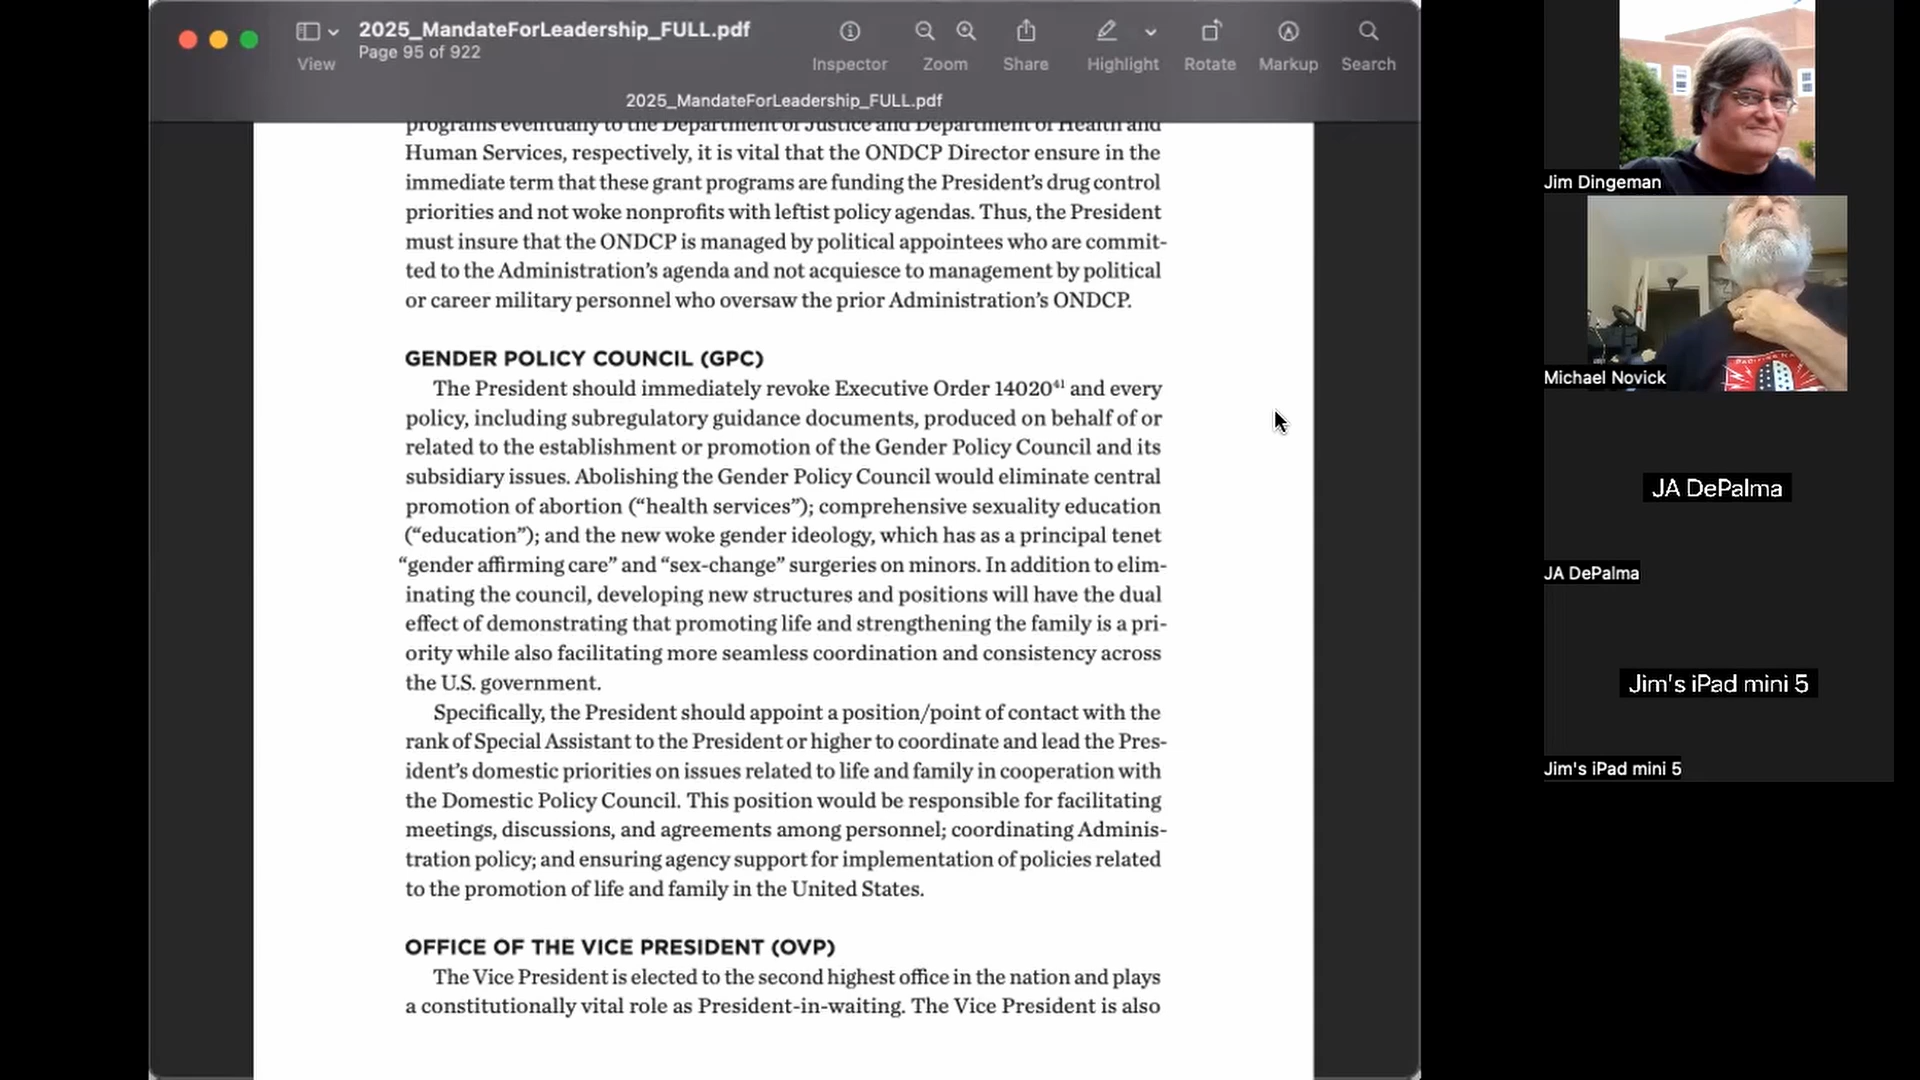 2025_MandateForLeadership_FULL.pdf
Page 95 of 922
View
Inspector
Zoom
Share
Highlight
Rotate
Markup
Search
2025_MandateForLeadership_FULL.pdf
programs eventually to the Department of Justice and Department of Health and
Human Services, respectively, it is vital that the ONDCP Director ensure in the
immediate term that these grant programs are funding the President’s drug control
priorities and not woke nonprofits with leftist policy agendas. Thus, the President
must insure that the ONDCP is managed by political appointees who are commit-
ted to the Administration’s agenda and not acquiesce to management by political
or career military personnel who oversaw the prior Administration’s ONDCP.
GENDER POLICY COUNCIL (GPC)
The President should immediately revoke Executive Order 14020⁴¹ and every
policy, including subregulatory guidance documents, produced on behalf of or
related to the establishment or promotion of the Gender Policy Council and its
subsidiary issues. Abolishing the Gender Policy Council would eliminate central
promotion of abortion (“health services”); comprehensive sexuality education
(“education”); and the new woke gender ideology, which has as a principal tenet
“gender affirming care” and “sex-change” surgeries on minors. In addition to elim-
inating the council, developing new structures and positions will have the dual
effect of demonstrating that promoting life and strengthening the family is a pri-
ority while also facilitating more seamless coordination and consistency across
the U.S. government.
Specifically, the President should appoint a position/point of contact with the
rank of Special Assistant to the President or higher to coordinate and lead the Pres-
ident’s domestic priorities on issues related to life and family in cooperation with
the Domestic Policy Council. This position would be responsible for facilitating
meetings, discussions, and agreements among personnel; coordinating Adminis-
tration policy; and ensuring agency support for implementation of policies related
to the promotion of life and family in the United States.
OFFICE OF THE VICE PRESIDENT (OVP)
The Vice President is elected to the second highest office in the nation and plays
a constitutionally vital role as President-in-waiting. The Vice President is also
Jim Dingeman
Michael Novick
JA DePalma
JA DePalma
Jim's iPad mini 5
Jim's iPad mini 5